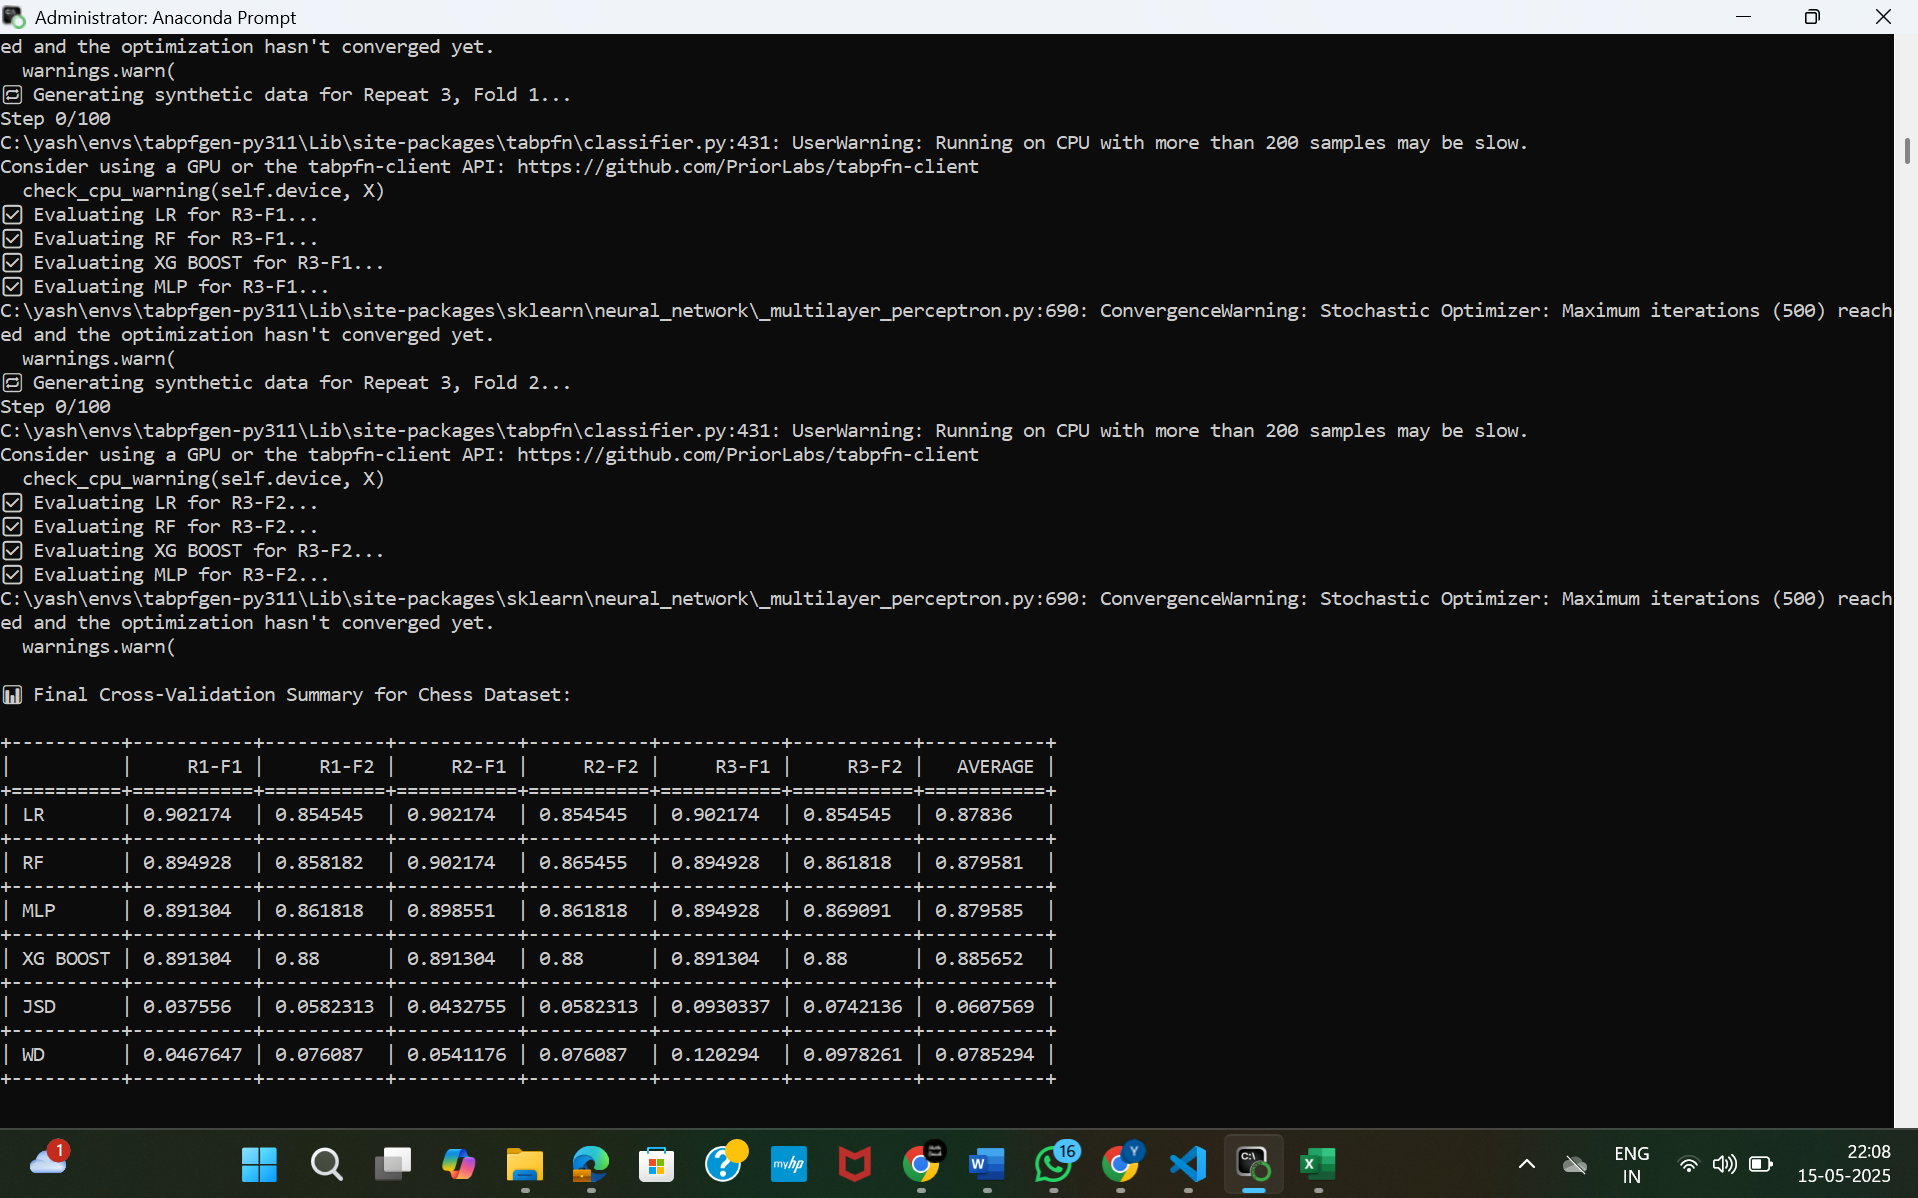 Administrator: Anaconda Prompt
ed and the optimization hasn't converged yet.
  warnings.warn(
Generating synthetic data for Repeat 3, Fold 1...
Step 0/100
C:\yash\envs\tabpfgen-py311\Lib\site-packages\tabpfn\classifier.py:431: UserWarning: Running on CPU with more than 200 samples may be slow.
Consider using a GPU or the tabpfn-client API: https://github.com/PriorLabs/tabpfn-client
  check_cpu_warning(self.device, X)
Evaluating LR for R3-F1...
Evaluating RF for R3-F1...
Evaluating XG BOOST for R3-F1...
Evaluating MLP for R3-F1...
C:\yash\envs\tabpfgen-py311\Lib\site-packages\sklearn\neural_network\_multilayer_perceptron.py:690: ConvergenceWarning: Stochastic Optimizer: Maximum iterations (500) reach
ed and the optimization hasn't converged yet.
  warnings.warn(
Generating synthetic data for Repeat 3, Fold 2...
Step 0/100
C:\yash\envs\tabpfgen-py311\Lib\site-packages\tabpfn\classifier.py:431: UserWarning: Running on CPU with more than 200 samples may be slow.
Consider using a GPU or the tabpfn-client API: https://github.com/PriorLabs/tabpfn-client
  check_cpu_warning(self.device, X)
Evaluating LR for R3-F2...
Evaluating RF for R3-F2...
Evaluating XG BOOST for R3-F2...
Evaluating MLP for R3-F2...
C:\yash\envs\tabpfgen-py311\Lib\site-packages\sklearn\neural_network\_multilayer_perceptron.py:690: ConvergenceWarning: Stochastic Optimizer: Maximum iterations (500) reach
ed and the optimization hasn't converged yet.
  warnings.warn(
Final Cross-Validation Summary for Chess Dataset:
| | R1-F1 | R1-F2 | R2-F1 | R2-F2 | R3-F1 | R3-F2 | AVERAGE |
| LR | 0.902174 | 0.854545 | 0.902174 | 0.854545 | 0.902174 | 0.854545 | 0.87836 |
| RF | 0.894928 | 0.858182 | 0.902174 | 0.865455 | 0.894928 | 0.861818 | 0.879581 |
| MLP | 0.891304 | 0.861818 | 0.898551 | 0.861818 | 0.894928 | 0.869091 | 0.879585 |
| XG BOOST | 0.891304 | 0.88 | 0.891304 | 0.88 | 0.891304 | 0.88 | 0.885652 |
| JSD | 0.037556 | 0.0582313 | 0.0432755 | 0.0582313 | 0.0930337 | 0.0742136 | 0.0607569 |
| WD | 0.0467647 | 0.076087 | 0.0541176 | 0.076087 | 0.120294 | 0.0978261 | 0.0785294 |
1
myhp
W
16
Y
C:\
X
ENG
IN
22:08
15-05-2025